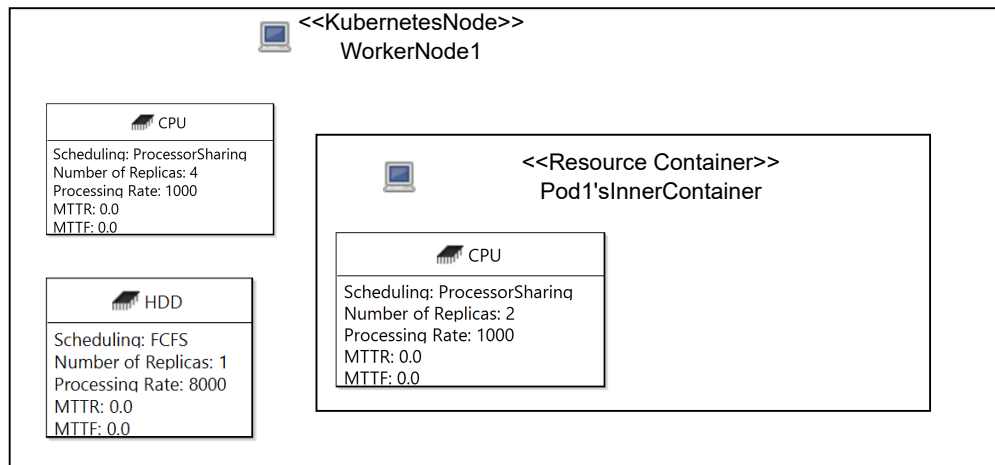 <<KubernetesNode>>
WorkerNode1
CPU
Scheduling: ProcessorSharing
Number of Replicas: 4
Processing Rate: 1000
MTTR: 0.0
MTTF: 0.0
<<Resource Container>>
Pod1'sInnerContainer
CPU
Scheduling: ProcessorSharing
Number of Replicas: 2
Processing Rate: 1000
MTTR: 0.0
MTTF: 0.0
HDD
Scheduling: FCFS
Number of Replicas: 1
Processing Rate: 8000
MTTR: 0.0
MTTF: 0.0